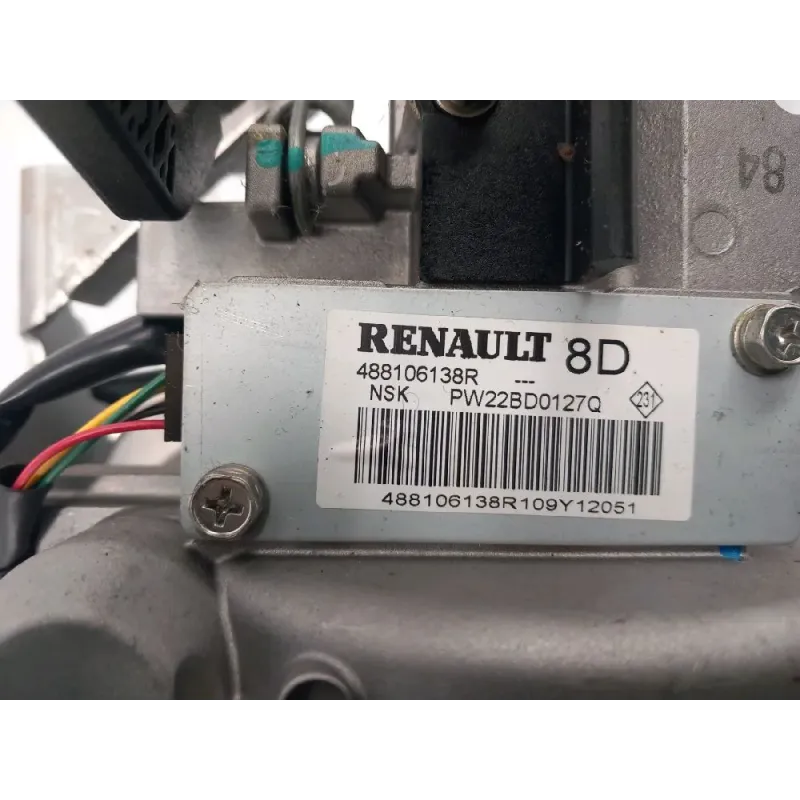 84
RENAULT 8D
488106138R ---
NSK PW22BD0127Q 231
488106138R109Y12051